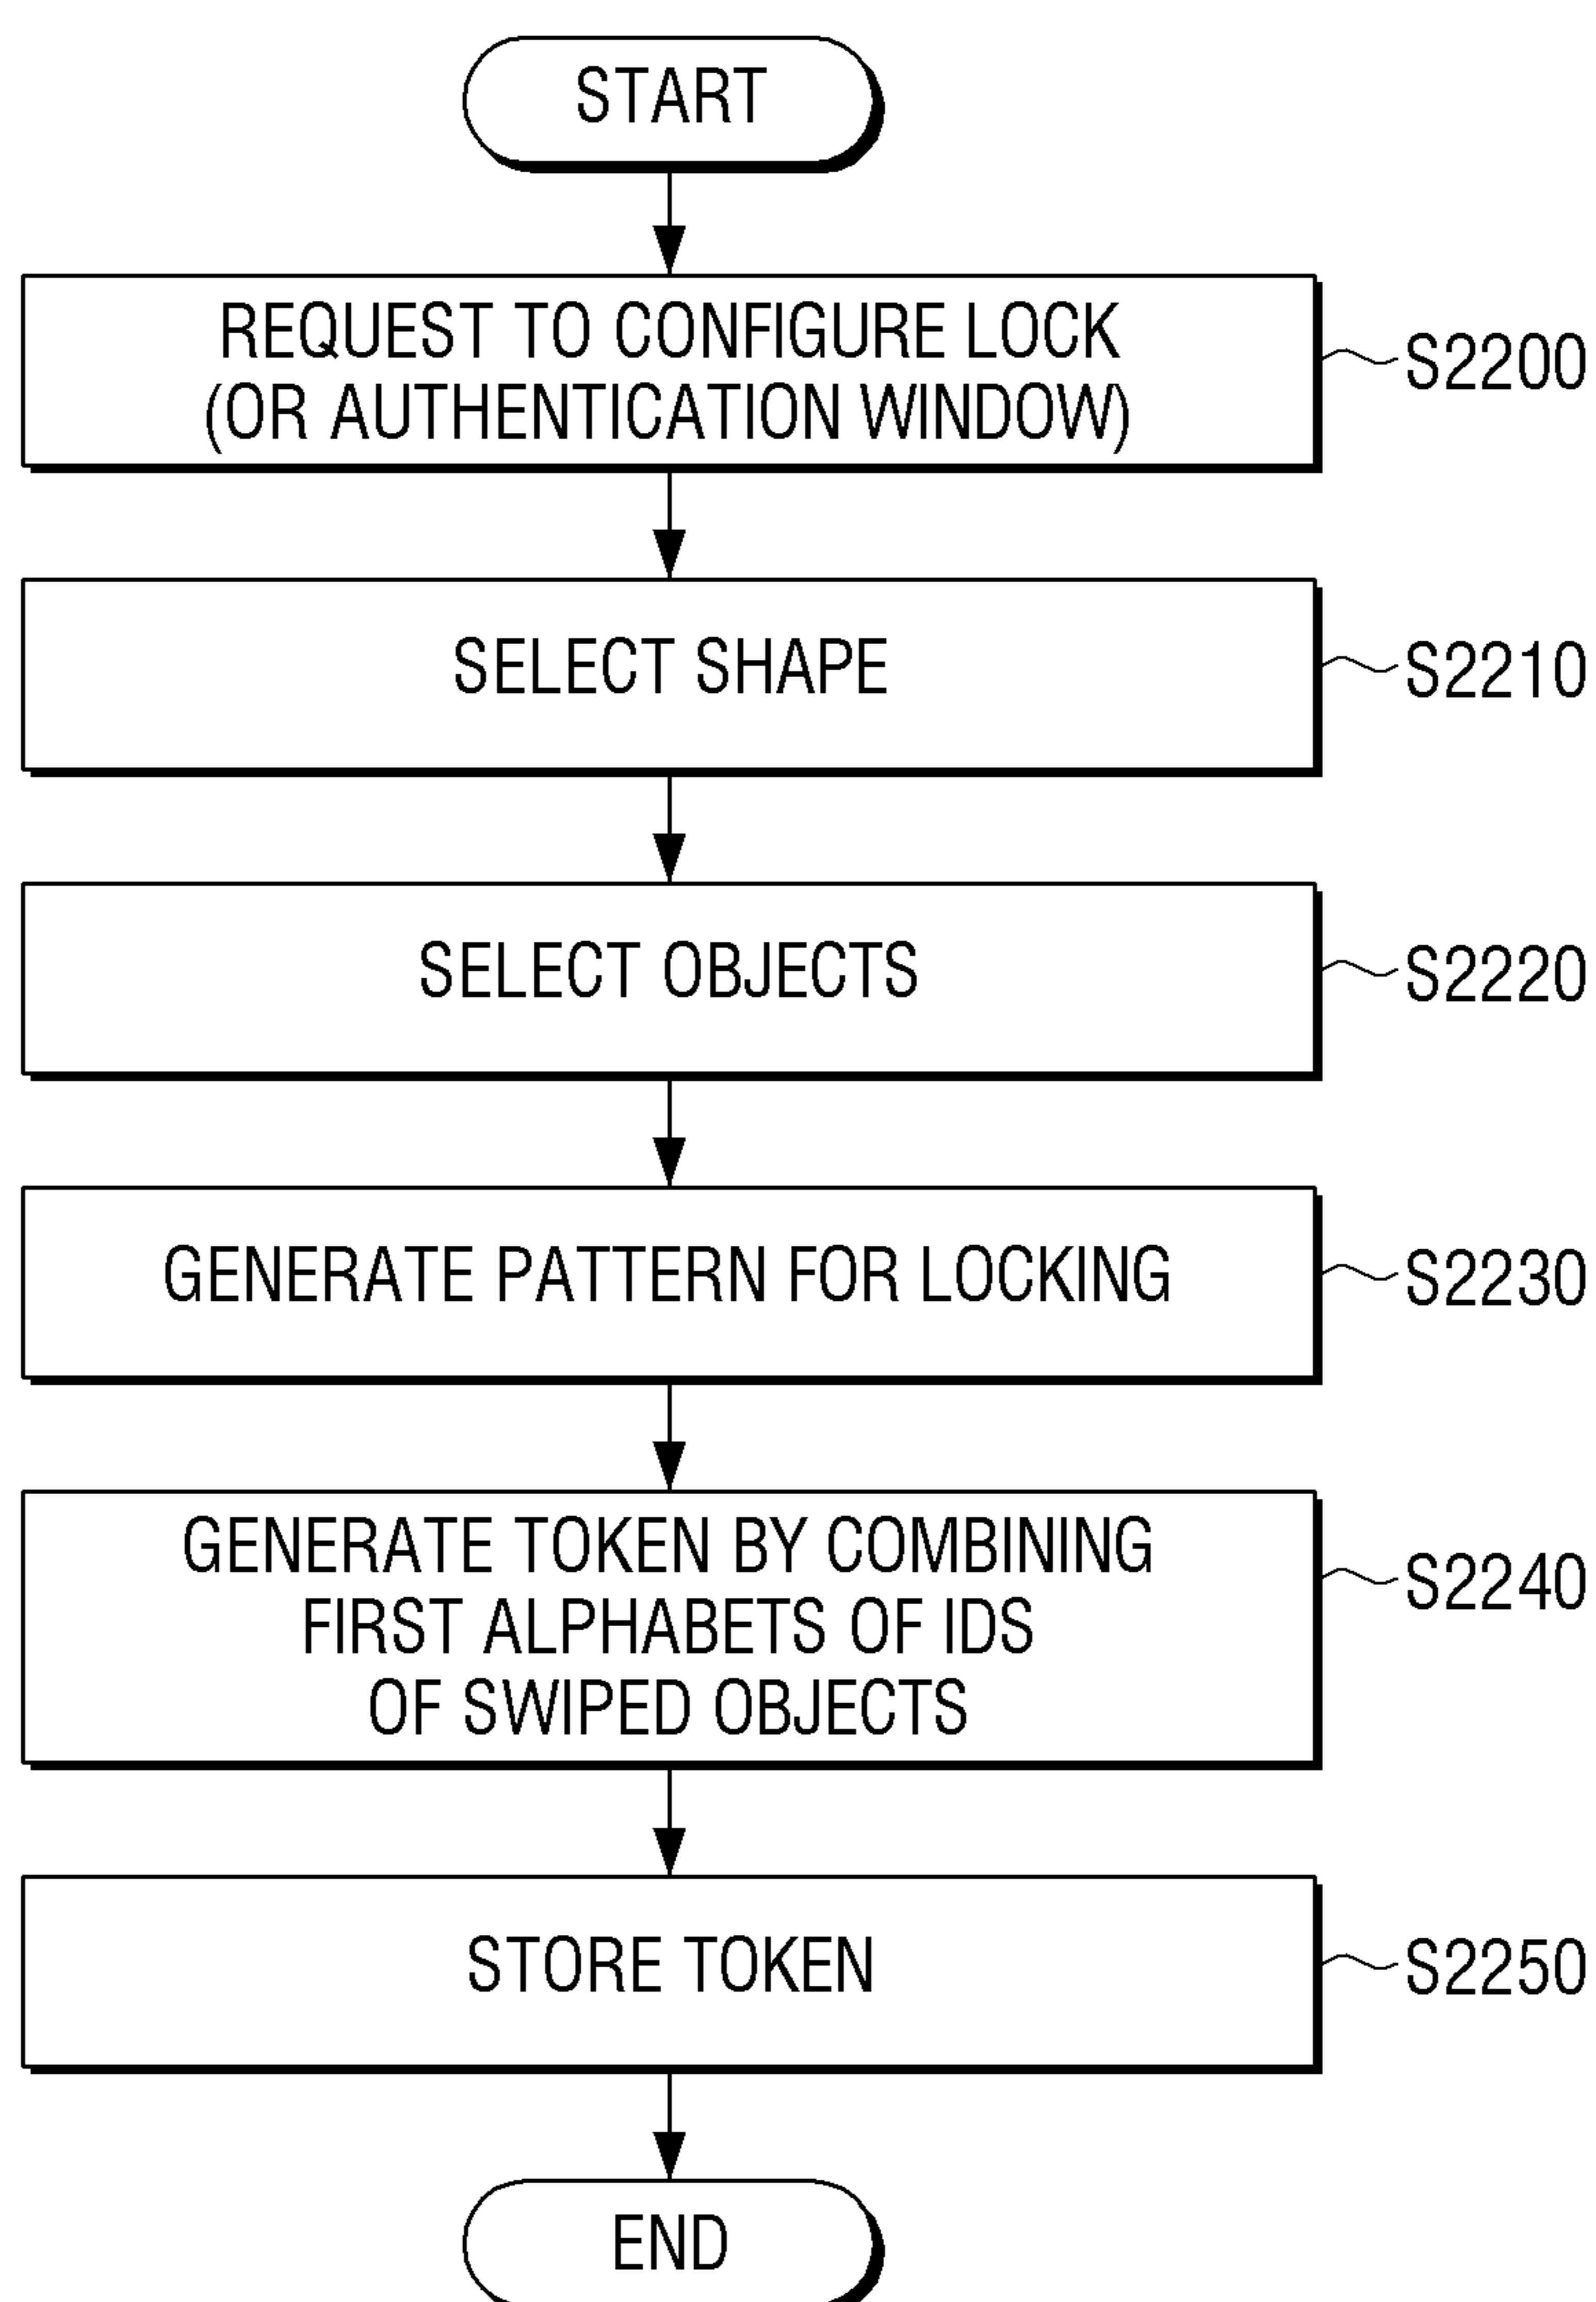 START
REQUEST TO CONFIGURE LOCK
(OR AUTHENTICATION WINDOW)
S2200
SELECT SHAPE
S2210
SELECT OBJECTS
S2220
GENERATE PATTERN FOR LOCKING
S2230
GENERATE TOKEN BY COMBINING
FIRST ALPHABETS OF IDS
OF SWIPED OBJECTS
S2240
STORE TOKEN
S2250
END